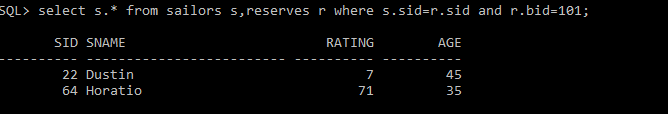 SQL> select s.* from sailors s,reserves r where s.sid=r.sid and r.bid=101;
SID SNAME RATING AGE
---------- ------------------------- ---------- ----------
22 Dustin 7 45
64 Horatio 71 35